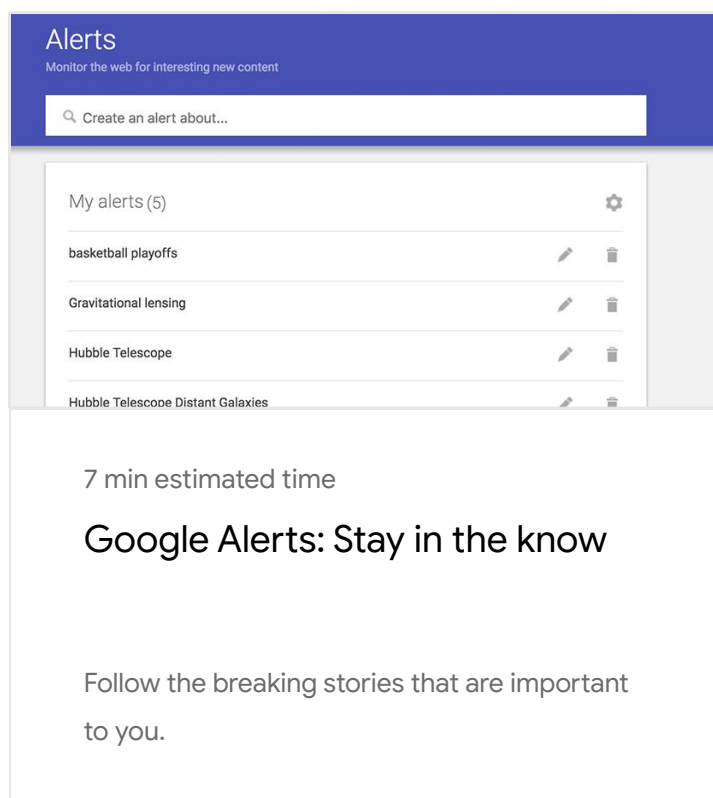 Alerts
Monitor the web for interesting new content
Create an alert about...
My alerts (5)
basketball playoffs
Gravitational lensing
Hubble Telescope
Hubble Telescope Distant Galaxies
7 min estimated time
Google Alerts: Stay in the know
Follow the breaking stories that are important
to you.